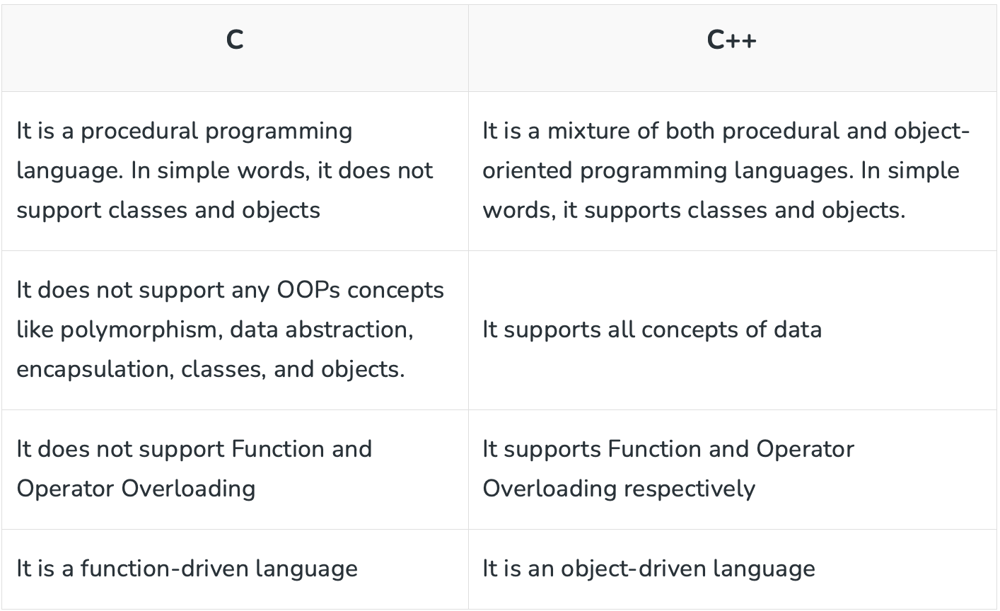 C
C++
It is a procedural programming
language. In simple words, it does not
support classes and objects
It is a mixture of both procedural and object-
oriented programming languages. In simple
words, it supports classes and objects.
It does not support any OOPs concepts
like polymorphism, data abstraction,
encapsulation, classes, and objects.
It supports all concepts of data
It does not support Function and
Operator Overloading
It supports Function and Operator
Overloading respectively
It is a function-driven language
It is an object-driven language